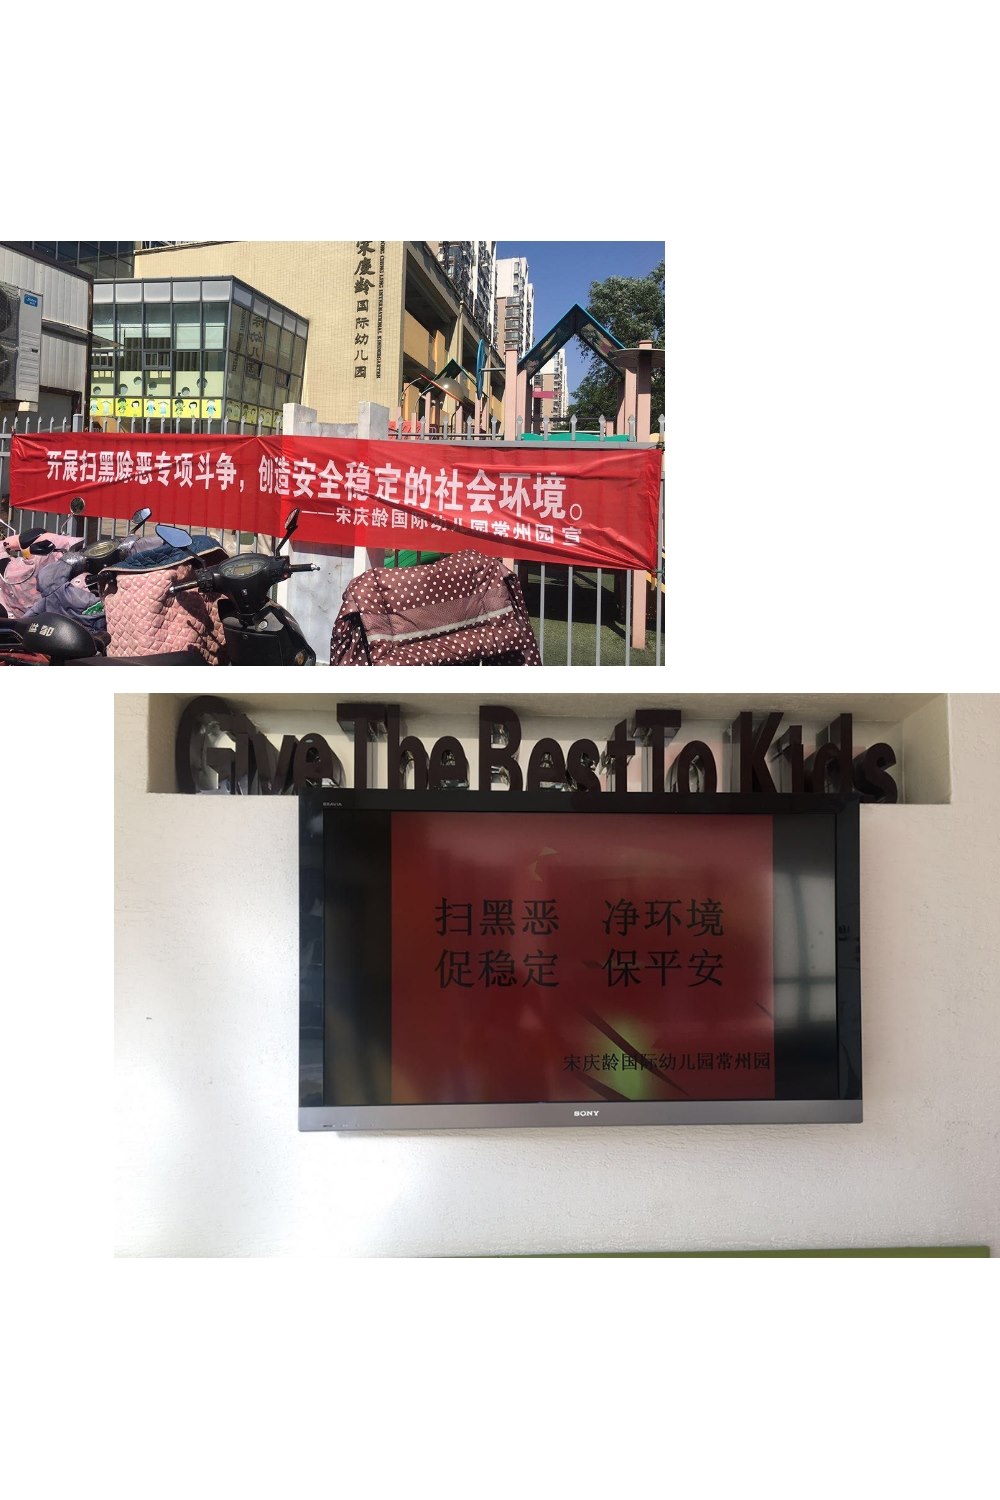 宋慶龄国际幼儿园
开展扫黑除恶专项斗争，创造安全稳定的社会环境。
——宋庆龄国际幼儿园常州园 宣
Give The Best To Kids
BRAVIA
扫黑恶 净环境
促稳定 保平安
宋庆龄国际幼儿园常州园
SONY